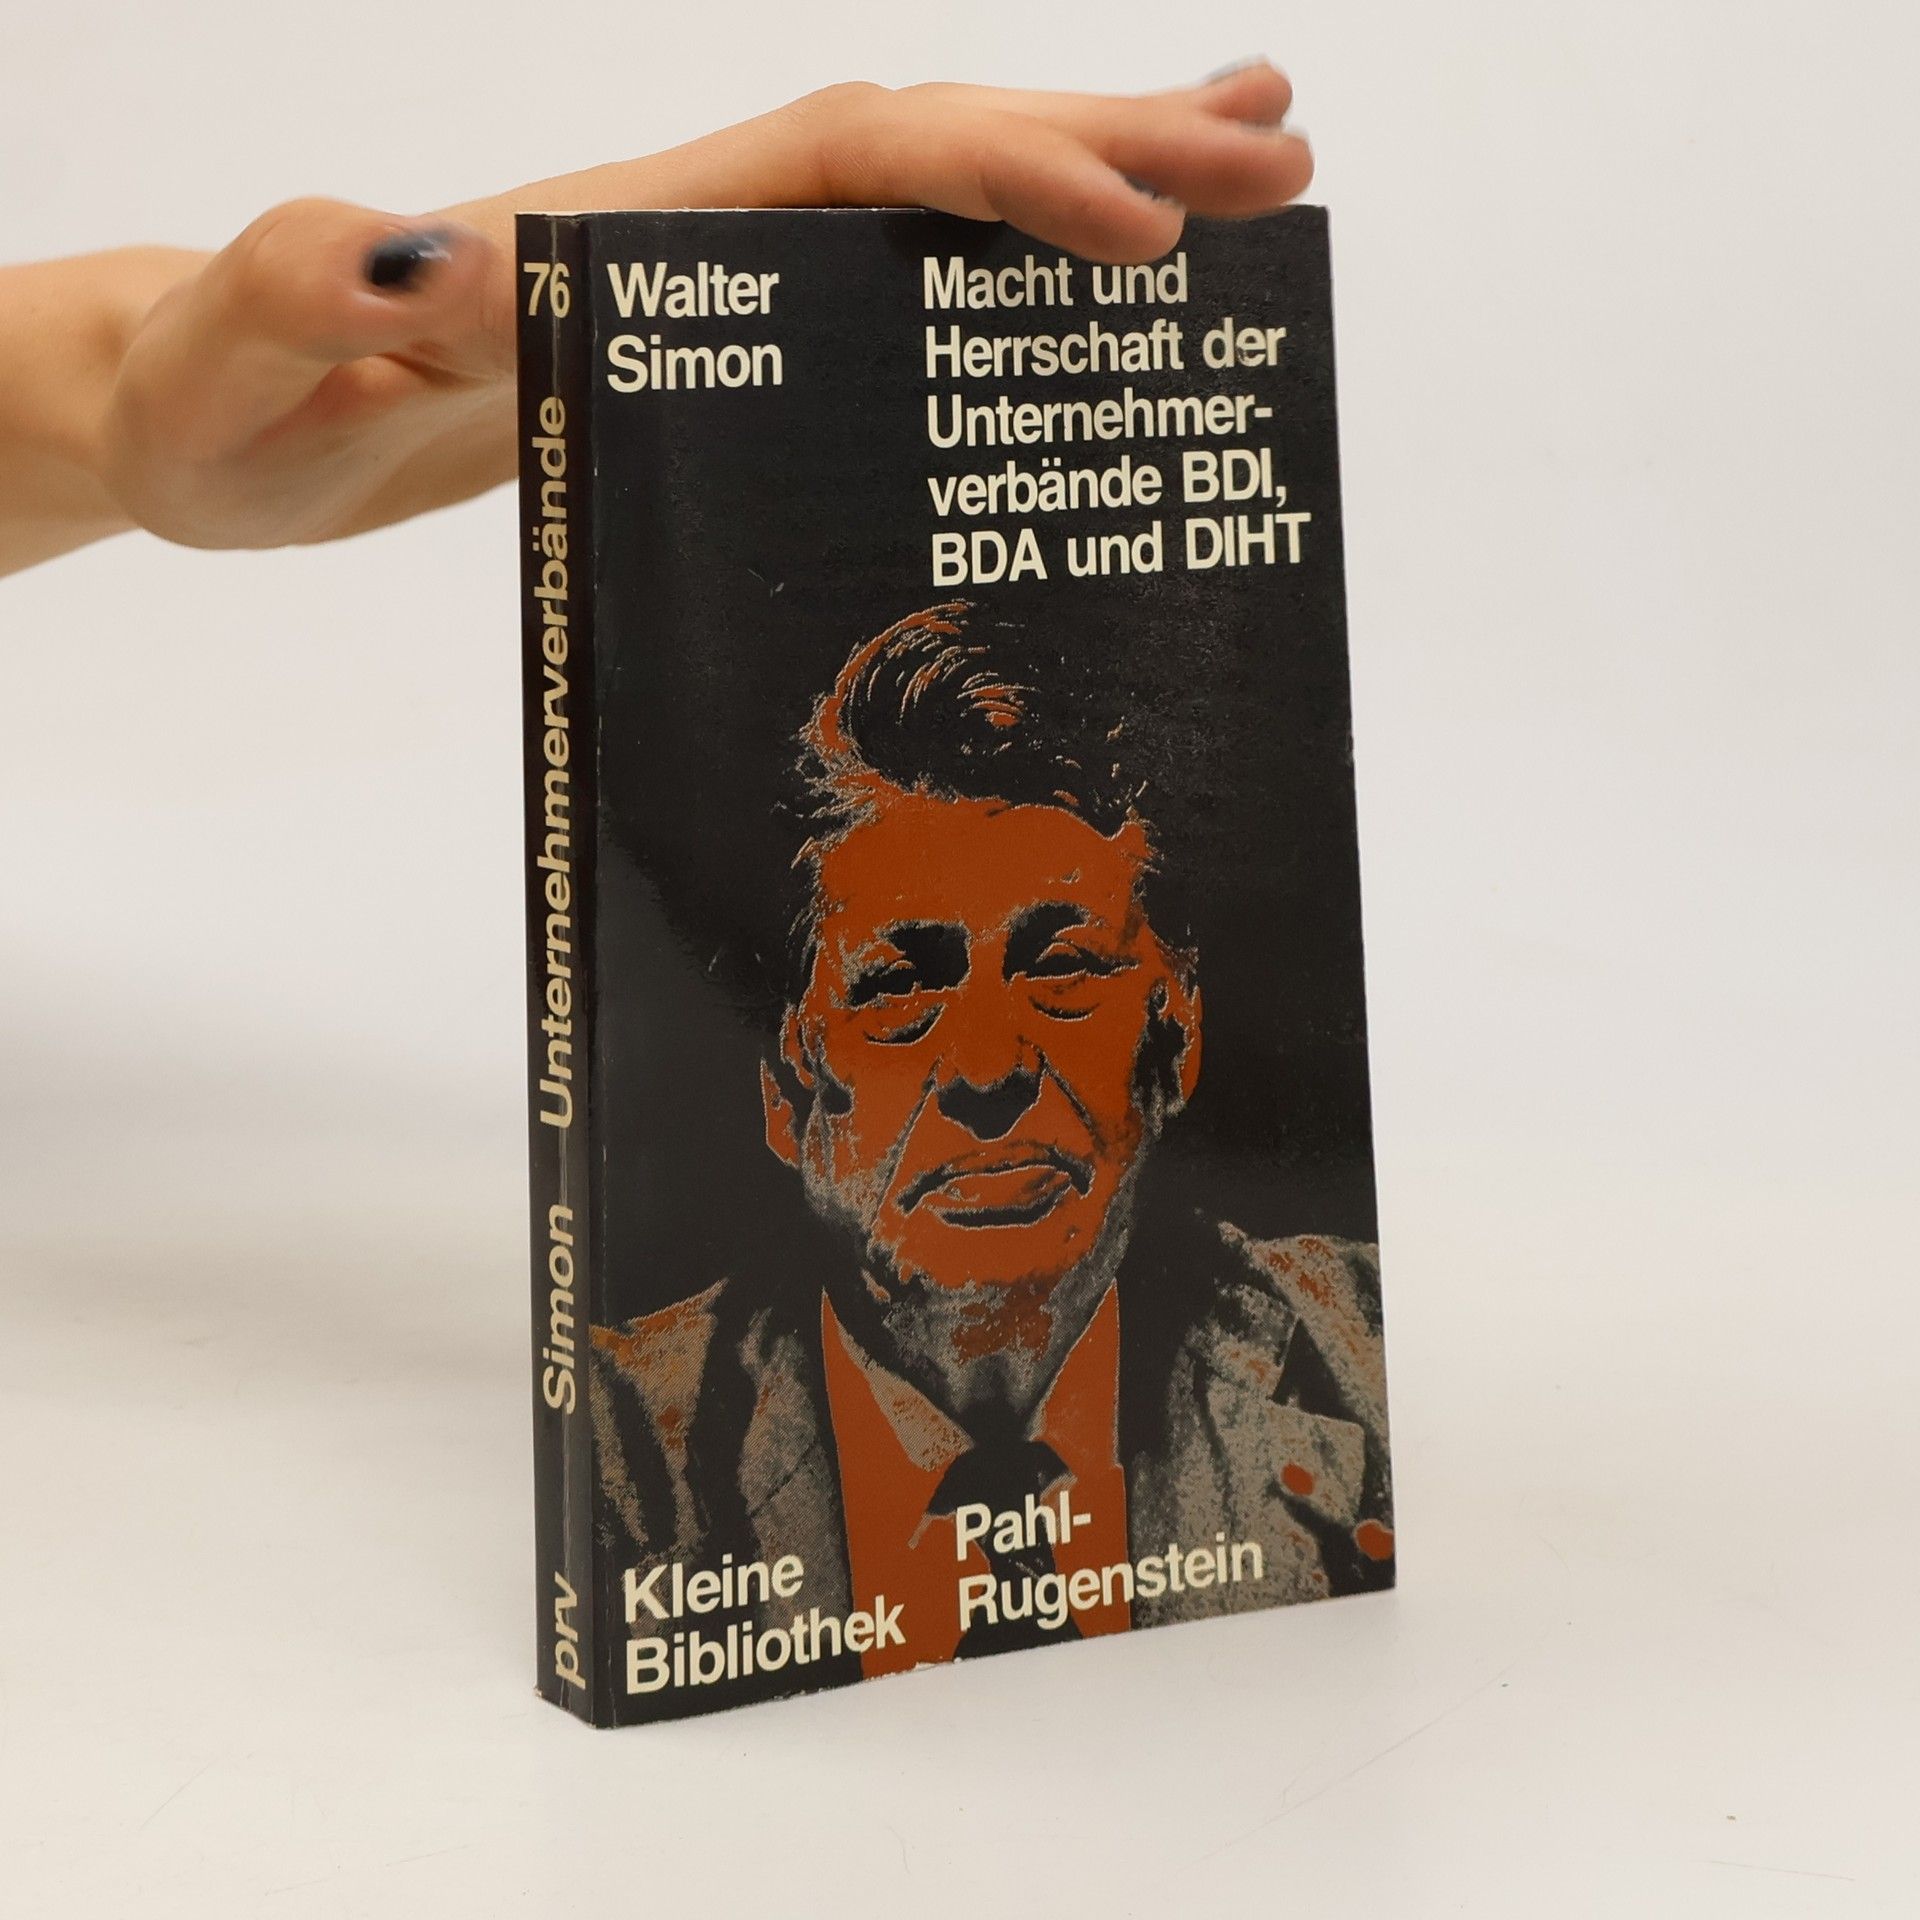 76
Simon Unternehmerverbände
prv
Walter
Simon
Macht und
Herrschaft der
Unternehmer-
verbände BDI,
BDA und DIHT
Kleine
Bibliothek
Pahl-
Rugenstein